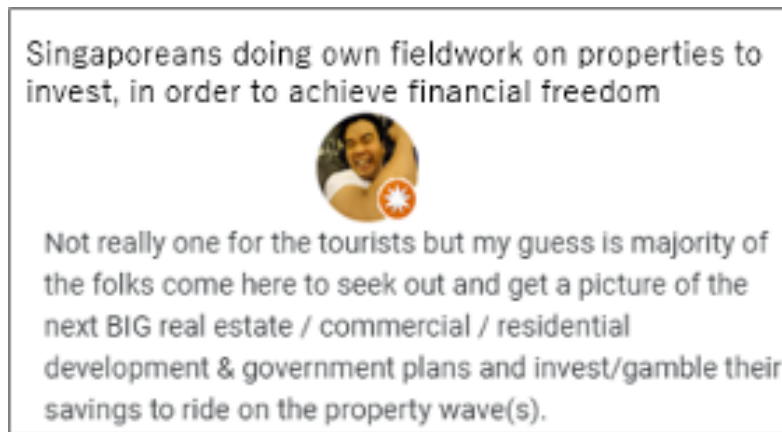 Singaporeans doing own fieldwork on properties to
invest, in order to achieve financial freedom
Not really one for the tourists but my guess is majority of
the folks come here to seek out and get a picture of the
next BIG real estate / commercial / residential
development & government plans and invest/gamble their
savings to ride on the property wave(s).